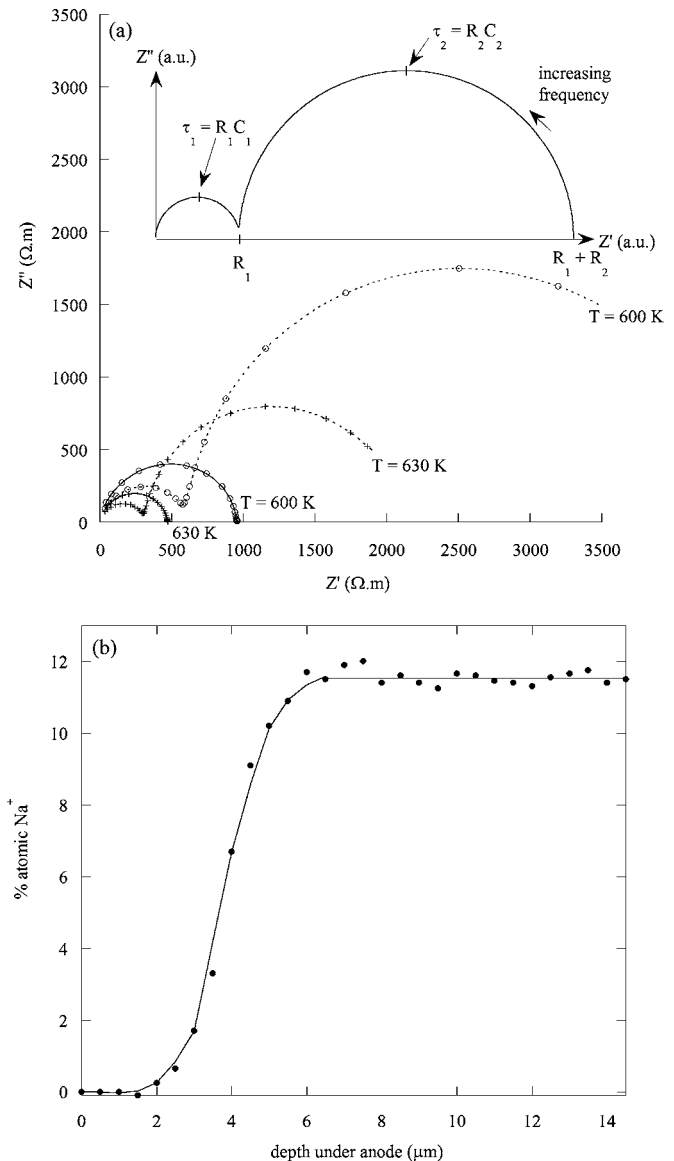 (a)
3500
3000
2500
2000
1500
1000
500
0
Z'' (Ω.m)
Z'' (a.u.)
τ₁ = R₁C₁
τ₂ = R₂C₂
increasing
frequency
R₁
R₁ + R₂
Z' (a.u.)
T = 600 K
T = 630 K
T = 600 K
630 K
0 500 1000 1500 2000 2500 3000 3500
Z' (Ω.m)
(b)
12
10
8
6
4
2
0
% atomic Na⁺
0 2 4 6 8 10 12 14
depth under anode (μm)